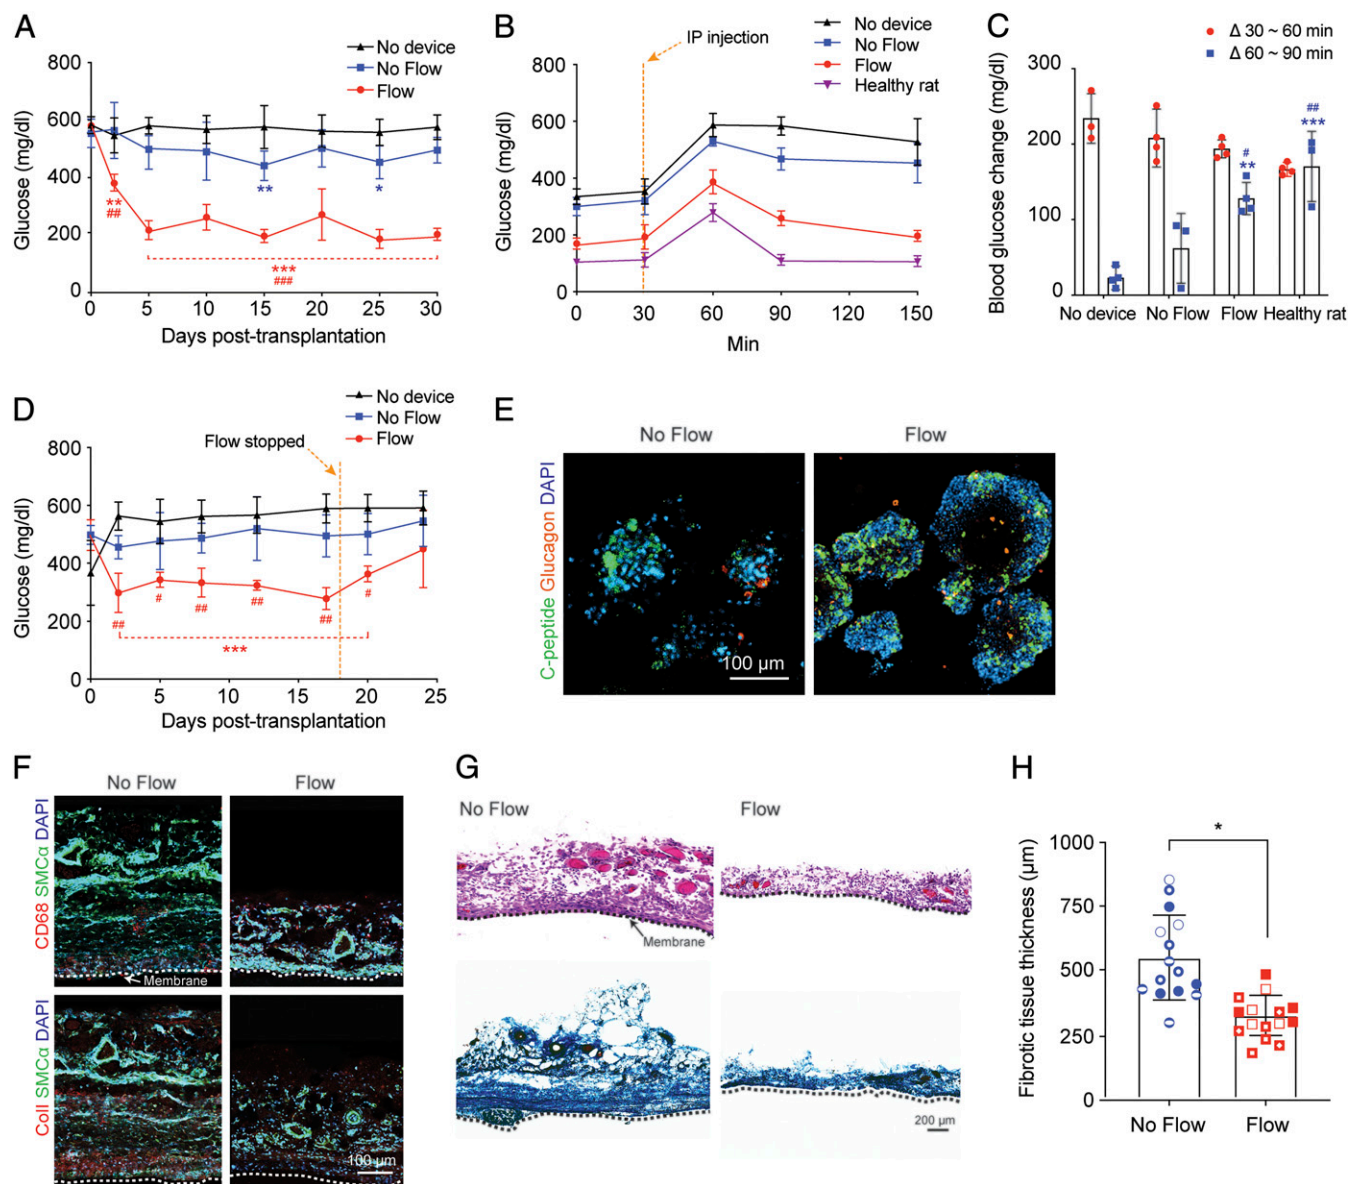 A
No device
No Flow
Flow
Glucose (mg/dl)
800
600
400
200
0
**
##
**
*
***
###
0 5 10 15 20 25 30
Days post-transplantation
B
IP injection
No device
No Flow
Flow
Healthy rat
Glucose (mg/dl)
800
600
400
200
0
0 30 60 90 120 150
Min
C
Δ 30 ~ 60 min
Δ 60 ~ 90 min
Blood glucose change (mg/dl)
300
200
100
0
#
**
##
***
No device No Flow Flow Healthy rat
D
No device
No Flow
Flow
Flow stopped
Glucose (mg/dl)
800
600
400
200
0
##
#
##
##
##
#
***
0 5 10 15 20 25
Days post-transplantation
E
No Flow Flow
C-peptide Glucagon DAPI
100 µm
F
No Flow Flow
CD68 SMCα DAPI
Membrane
Coll SMCα DAPI
100 µm
G
No Flow Flow
Membrane
200 µm
H
Fibrotic tissue thickness (µm)
1000
750
500
250
0
*
No Flow Flow